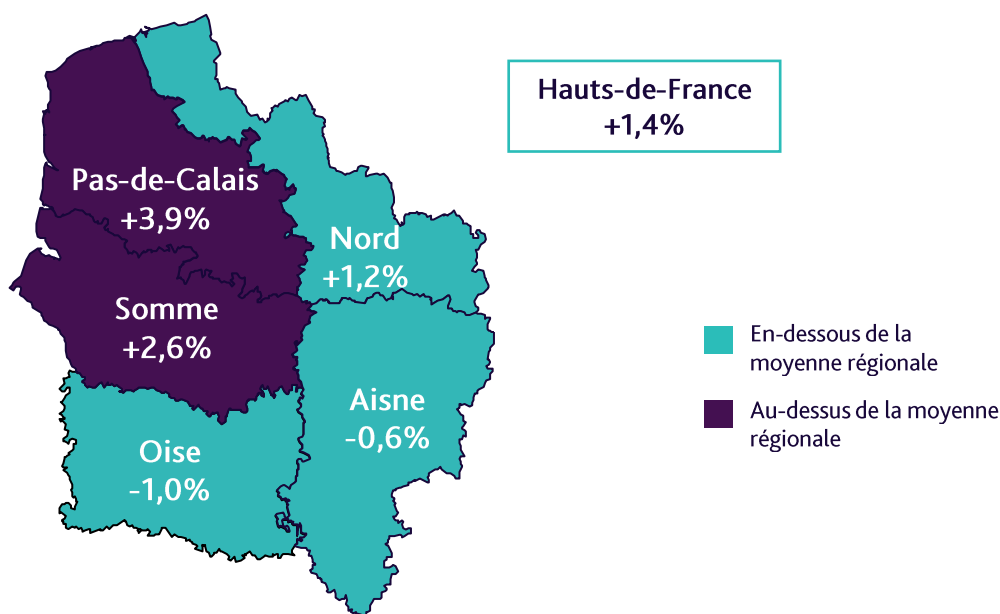 Hauts-de-France
+1,4%
Pas-de-Calais
+3,9%
Nord
+1,2%
Somme
+2,6%
Aisne
-0,6%
Oise
-1,0%
En-dessous de la
moyenne régionale
Au-dessus de la moyenne
régionale